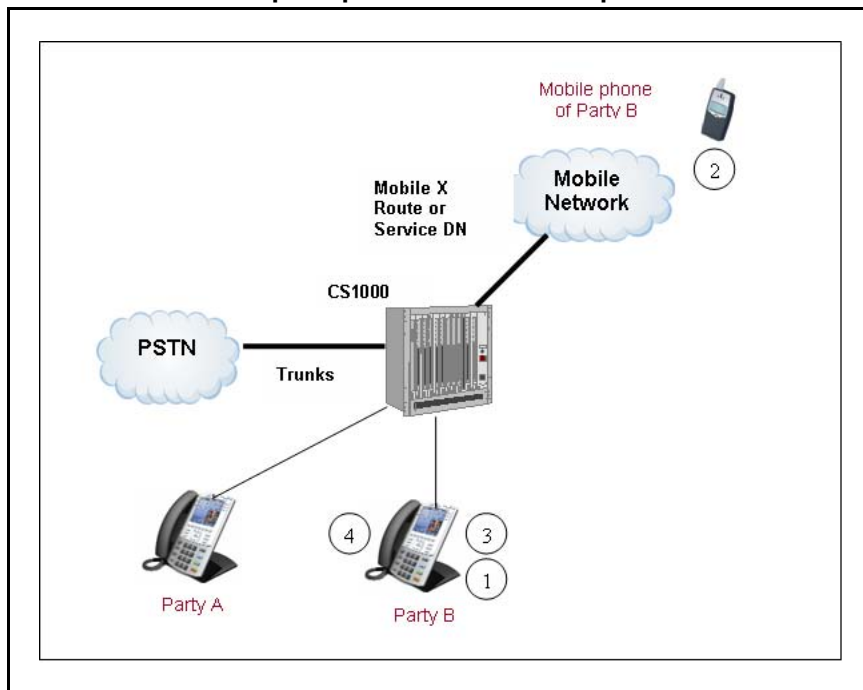 Mobile phone
of Party B
2
Mobile
Network
Mobile X
Route or
Service DN
CS1000
PSTN
Trunks
4
3
1
Party A
Party B